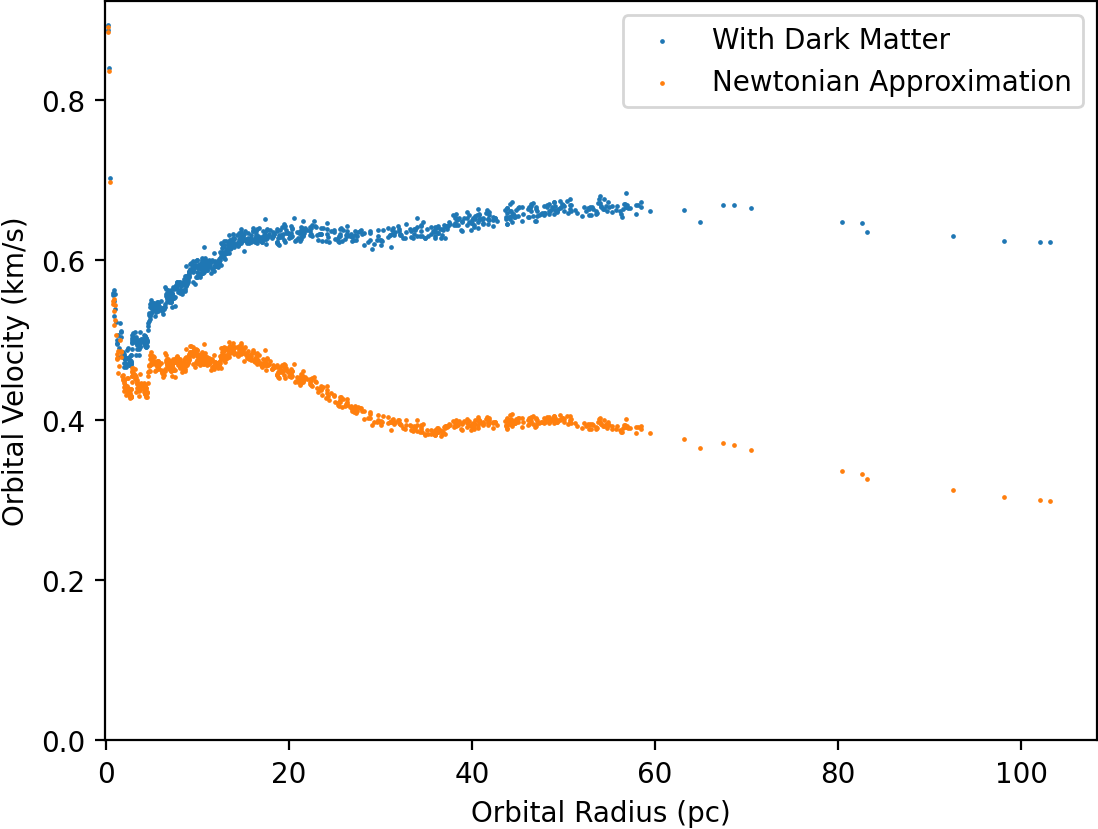 With Dark Matter
Newtonian Approximation
Orbital Velocity (km/s)
0.8
0.6
0.4
0.2
0.0
0 20 40 60 80 100
Orbital Radius (pc)